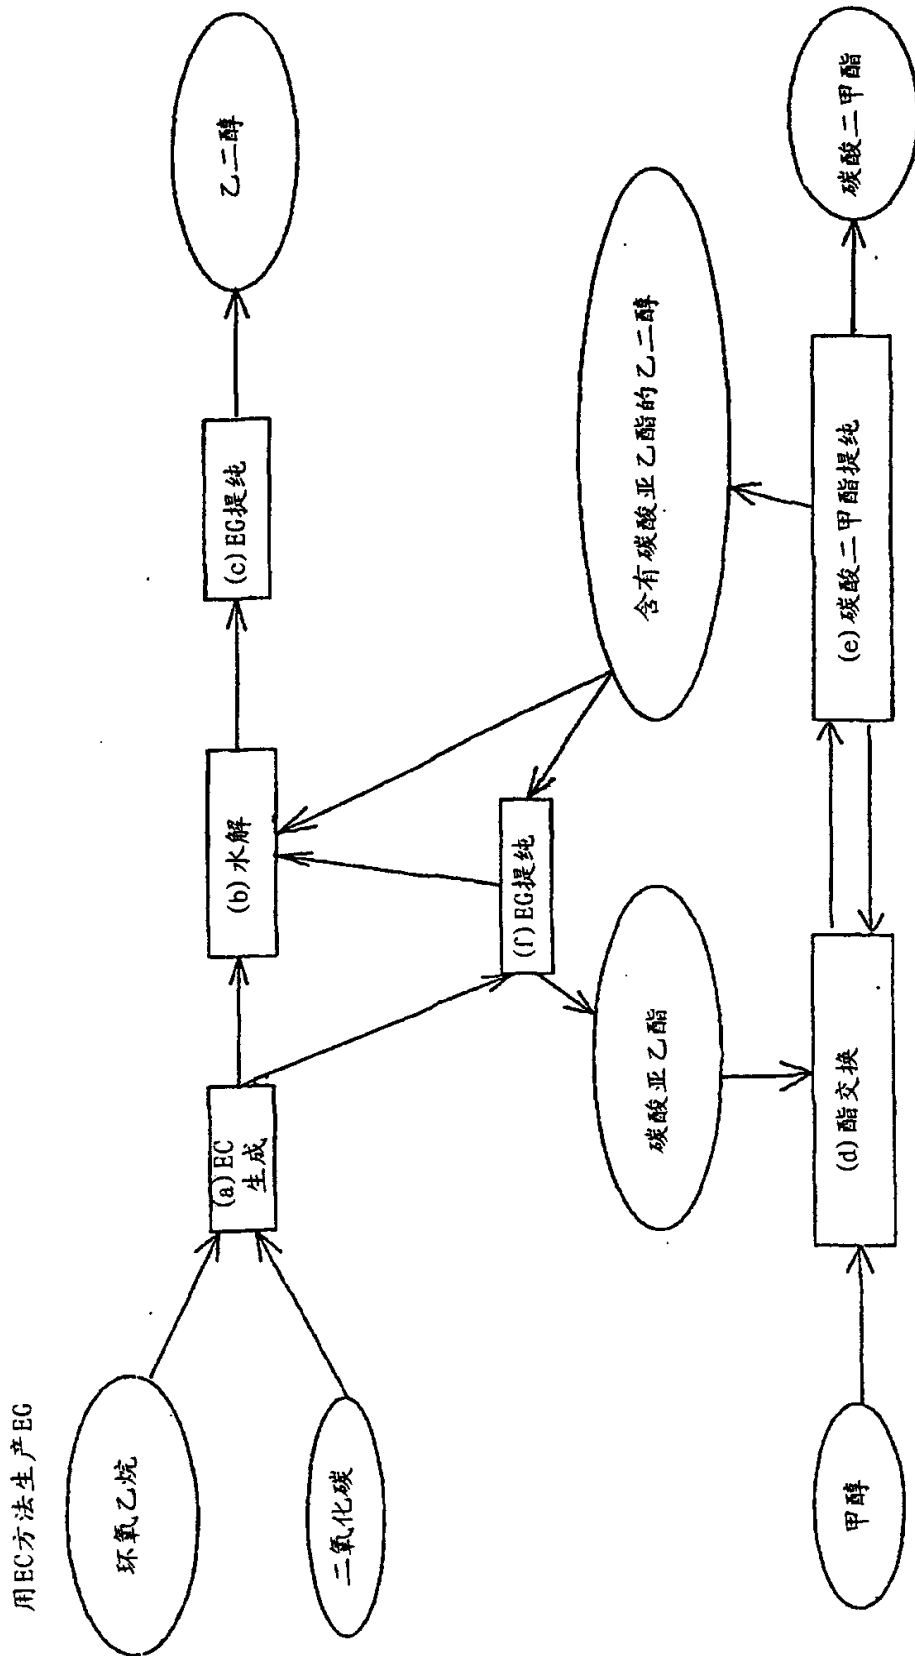 用EC方法生产EG
环氧乙烷
二氧化碳
(a)EC
生成
(b)水解
(c)EG提纯
乙二醇
(f)EG提纯
碳酸亚乙酯
含有碳酸亚乙酯的乙二醇
甲醇
(d)酯交换
(e)碳酸二甲酯提纯
碳酸二甲酯